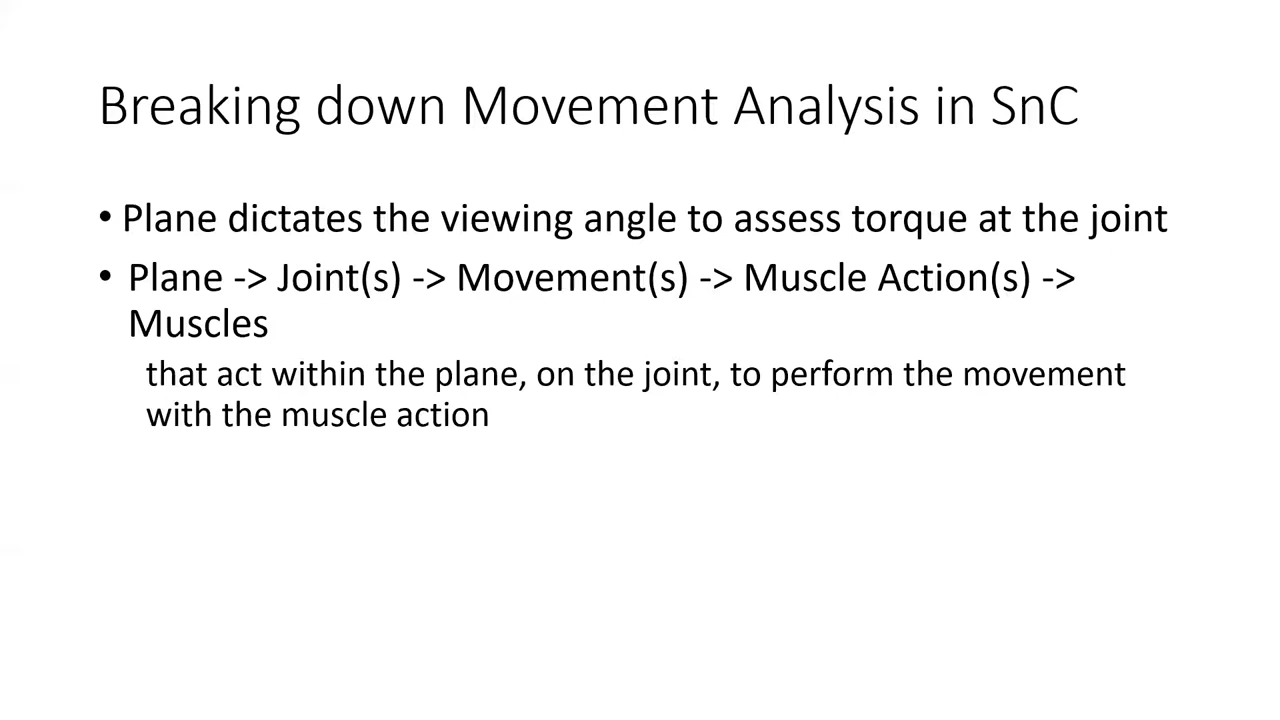 Breaking down Movement Analysis in SnC
• Plane dictates the viewing angle to assess torque at the joint
• Plane -> Joint(s) -> Movement(s) -> Muscle Action(s) ->
Muscles
that act within the plane, on the joint, to perform the movement
with the muscle action